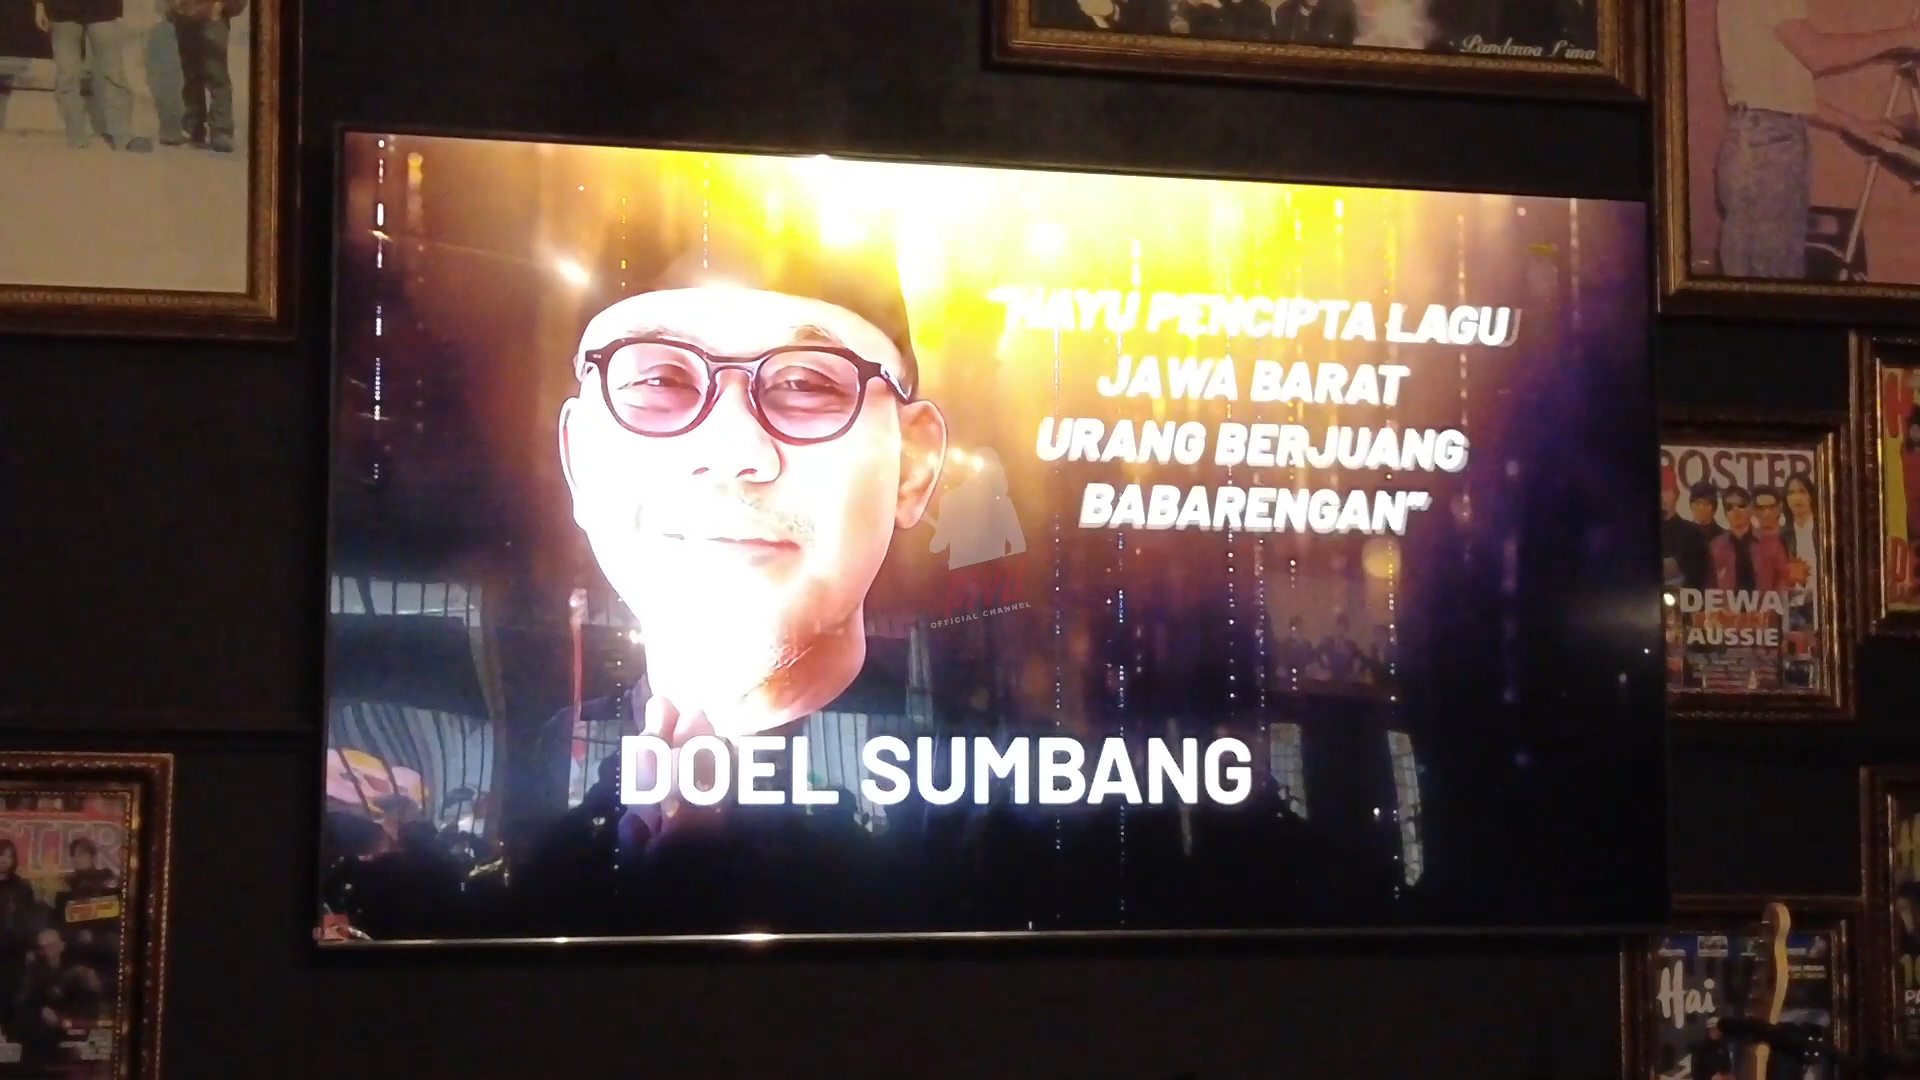 Pandawa Lima
"HAYU PENCIPTA LAGU
JAWA BARAT
URANG BERJUANG
BABARENGAN"
OFFICIAL CHANNEL
DOEL SUMBANG
POSTER
DEWA
AUSSIE
Hai